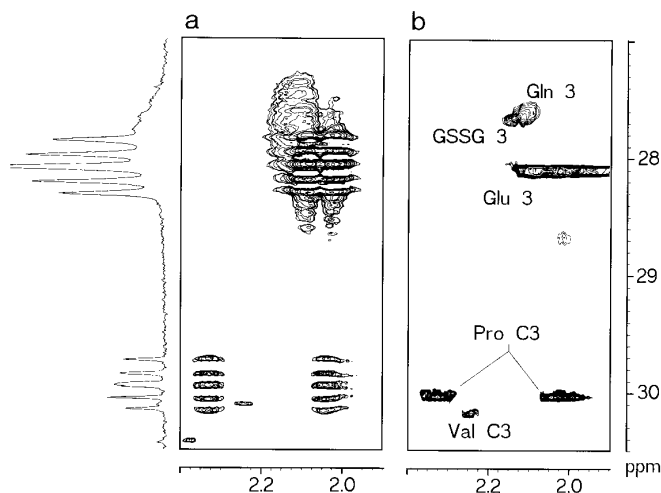 a
b
Gln 3
GSSG 3
28
Glu 3
29
Pro C3
30
Val C3
ppm
2.2
2.0
2.2
2.0